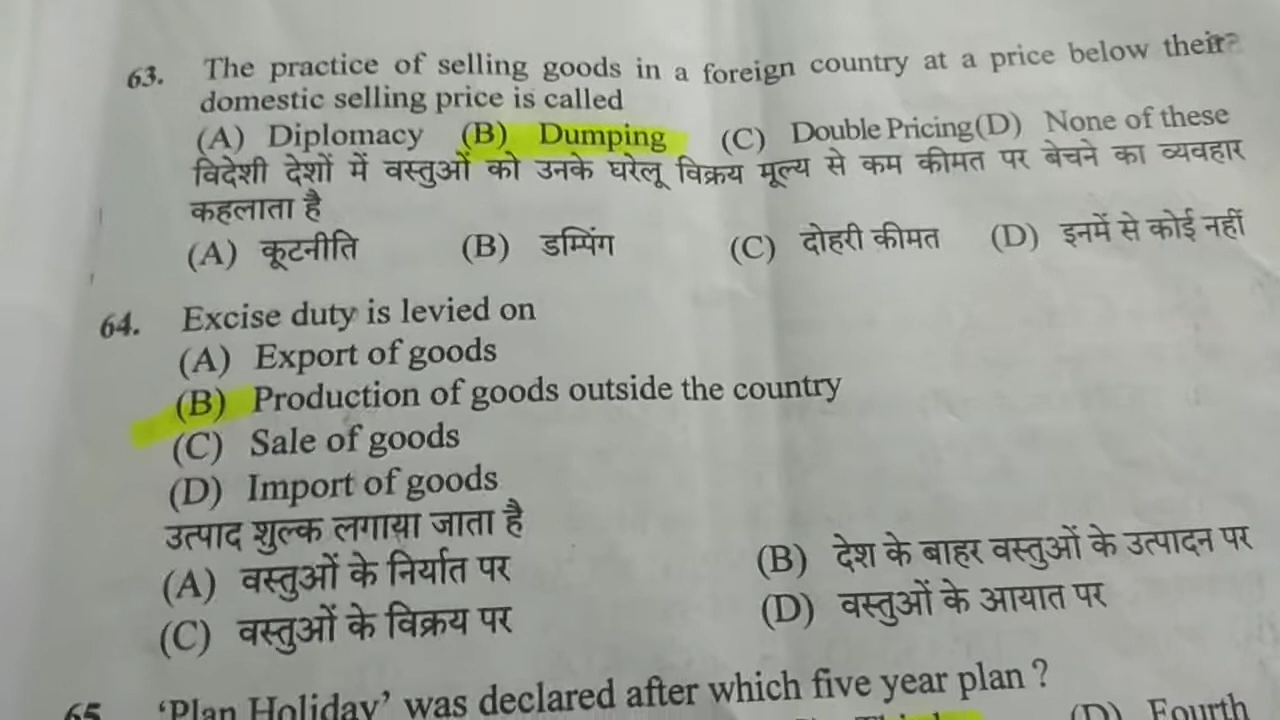 63. The practice of selling goods in a foreign country at a price below their?
domestic selling price is called
(A) Diplomacy (B) Dumping (C) Double Pricing (D) None of these
विदेशी देशों में वस्तुओं को उनके घरेलू विक्रय मूल्य से कम कीमत पर बेचने का व्यवहार
कहलाता है
(A) कूटनीति (B) डम्पिंग (C) दोहरी कीमत (D) इनमें से कोई नहीं
64. Excise duty is levied on
(A) Export of goods
(B) Production of goods outside the country
(C) Sale of goods
(D) Import of goods
उत्पाद शुल्क लगाया जाता है
(A) वस्तुओं के निर्यात पर (B) देश के बाहर वस्तुओं के उत्पादन पर
(C) वस्तुओं के विक्रय पर (D) वस्तुओं के आयात पर
65. 'Plan Holiday' was declared after which five year plan ?
(D) Fourth